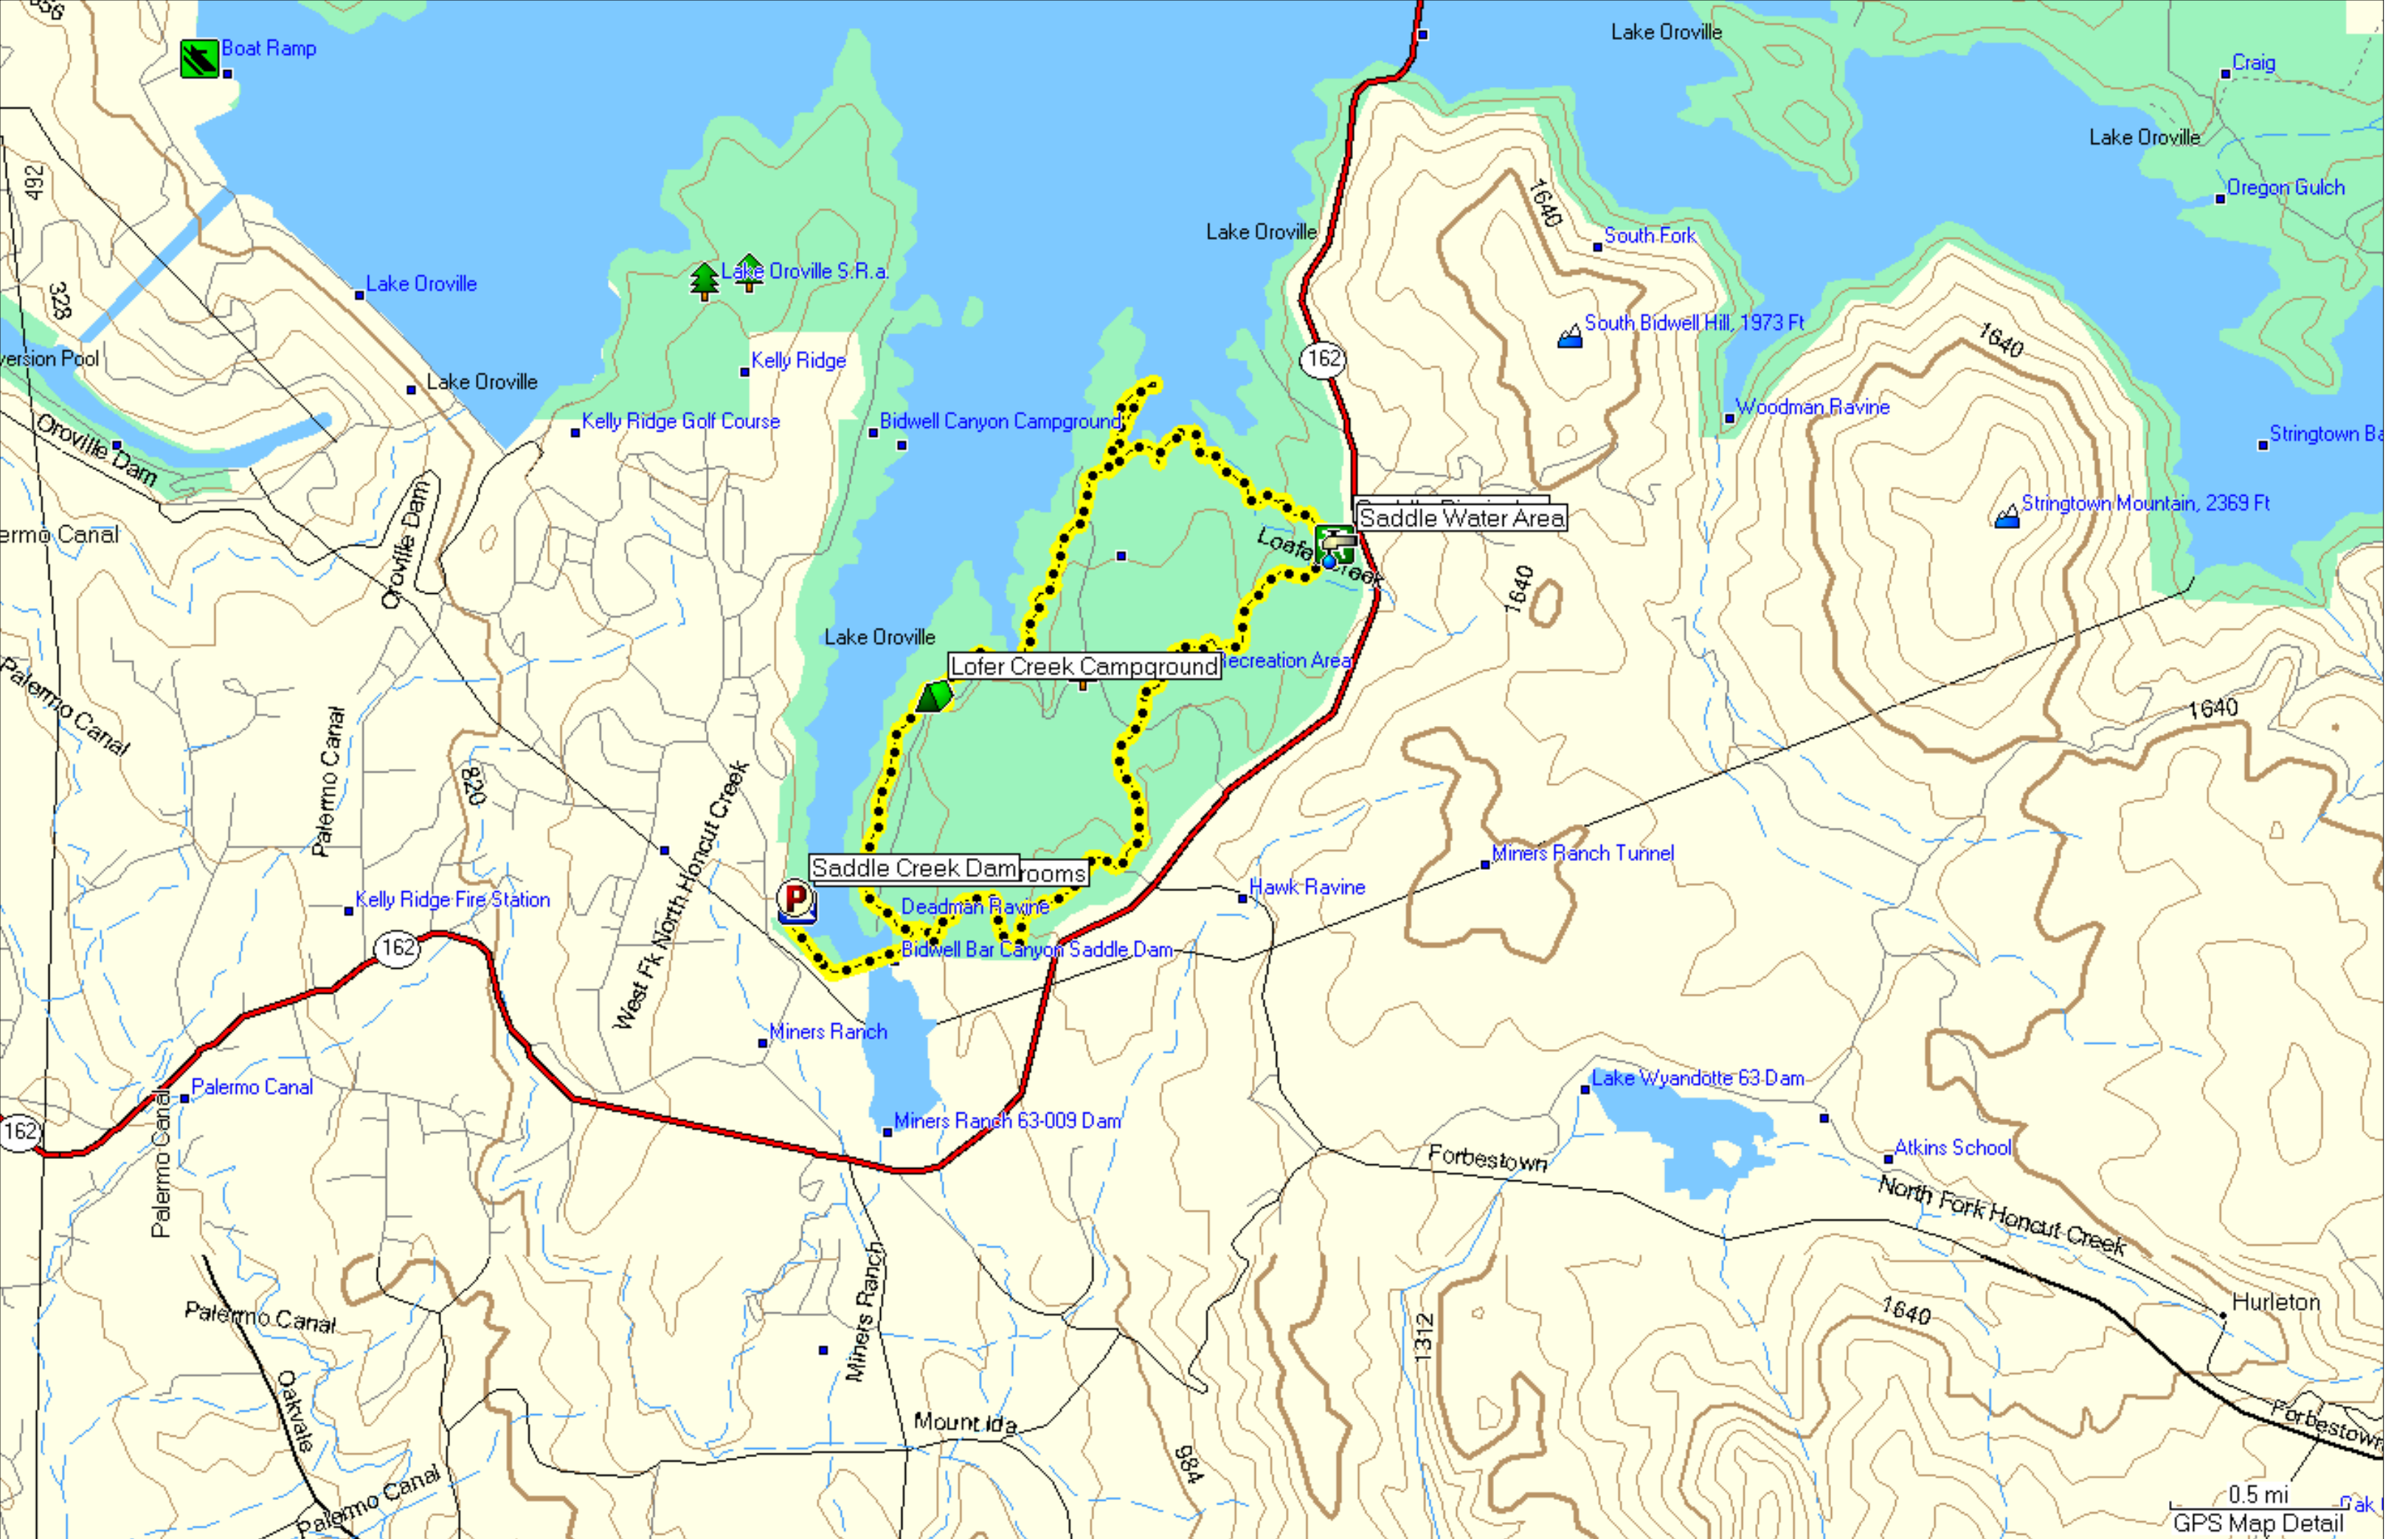 656
Boat Ramp
Lake Oroville
Craig
Lake Oroville
492
Oregon Gulch
1640
Lake Oroville
South Fork
Lake Oroville S.R.a.
Lake Oroville
328
South Bidwell Hill, 1973 Ft
1640
version Pool
Kelly Ridge
162
Lake Oroville
Woodman Ravine
Kelly Ridge Golf Course
Bidwell Canyon Campground
Stringtown Ba
Oroville Dam
Stringtown Mountain, 2369 Ft
Saddle Water Area
ermo Canal
Oroville Dam
Loafer Creek
1640
Lake Oroville
Lofer Creek Campground
Recreation Area
Palermo Canal
1640
Palermo Canal
820
West Fk North Honcut Creek
Miners Ranch Tunnel
Saddle Creek Dam
rooms
P
Hawk Ravine
Kelly Ridge Fire Station
Deadman Ravine
162
Bidwell Bar Canyon Saddle Dam
Miners Ranch
Lake Wyandotte 63 Dam
Palermo Canal
Miners Ranch 63-009 Dam
162
Palermo Canal
Forbestown
Atkins School
North Fork Honcut Creek
Miners Ranch
Palermo Canal
1312
1640
Hurleton
Oakvale
Mount Ida
Forbestown
984
Palermo Canal
0.5 mi
Oak
GPS Map Detail